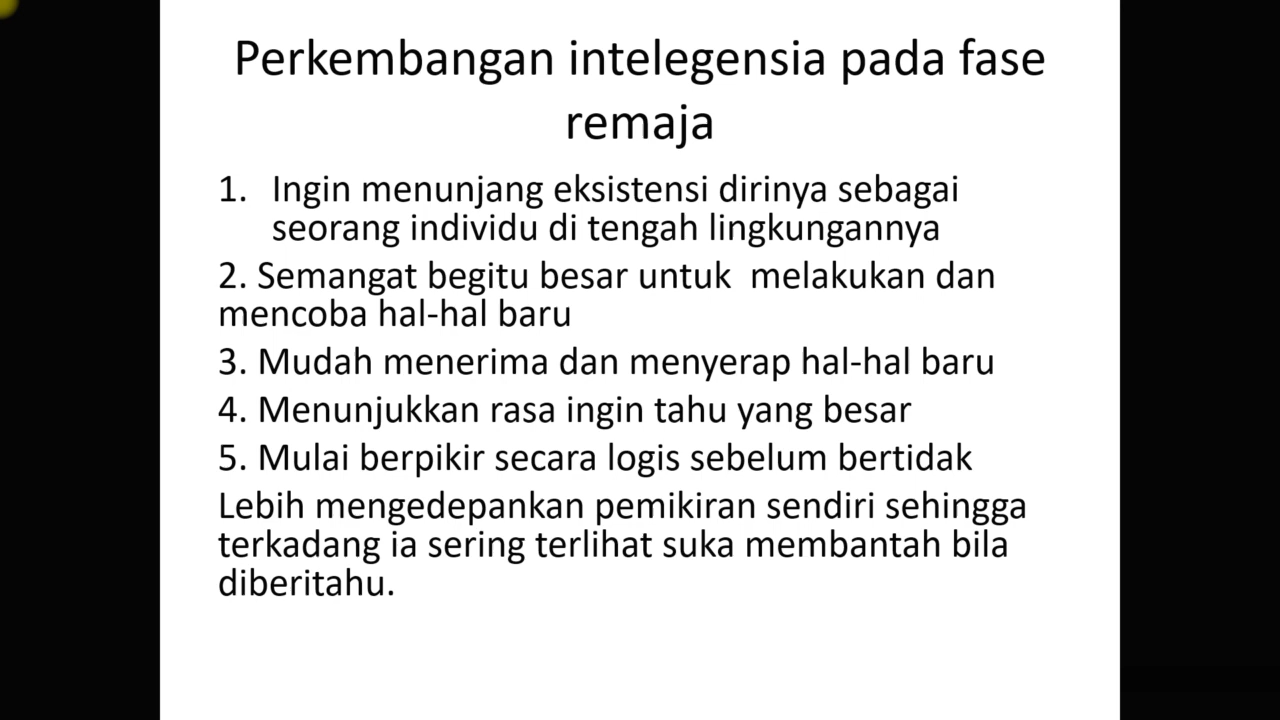 Perkembangan intelegensia pada fase
remaja
1. Ingin menunjang eksistensi dirinya sebagai
seorang individu di tengah lingkungannya
2. Semangat begitu besar untuk  melakukan dan
mencoba hal-hal baru
3. Mudah menerima dan menyerap hal-hal baru
4. Menunjukkan rasa ingin tahu yang besar
5. Mulai berpikir secara logis sebelum bertidak
Lebih mengedepankan pemikiran sendiri sehingga
terkadang ia sering terlihat suka membantah bila
diberitahu.